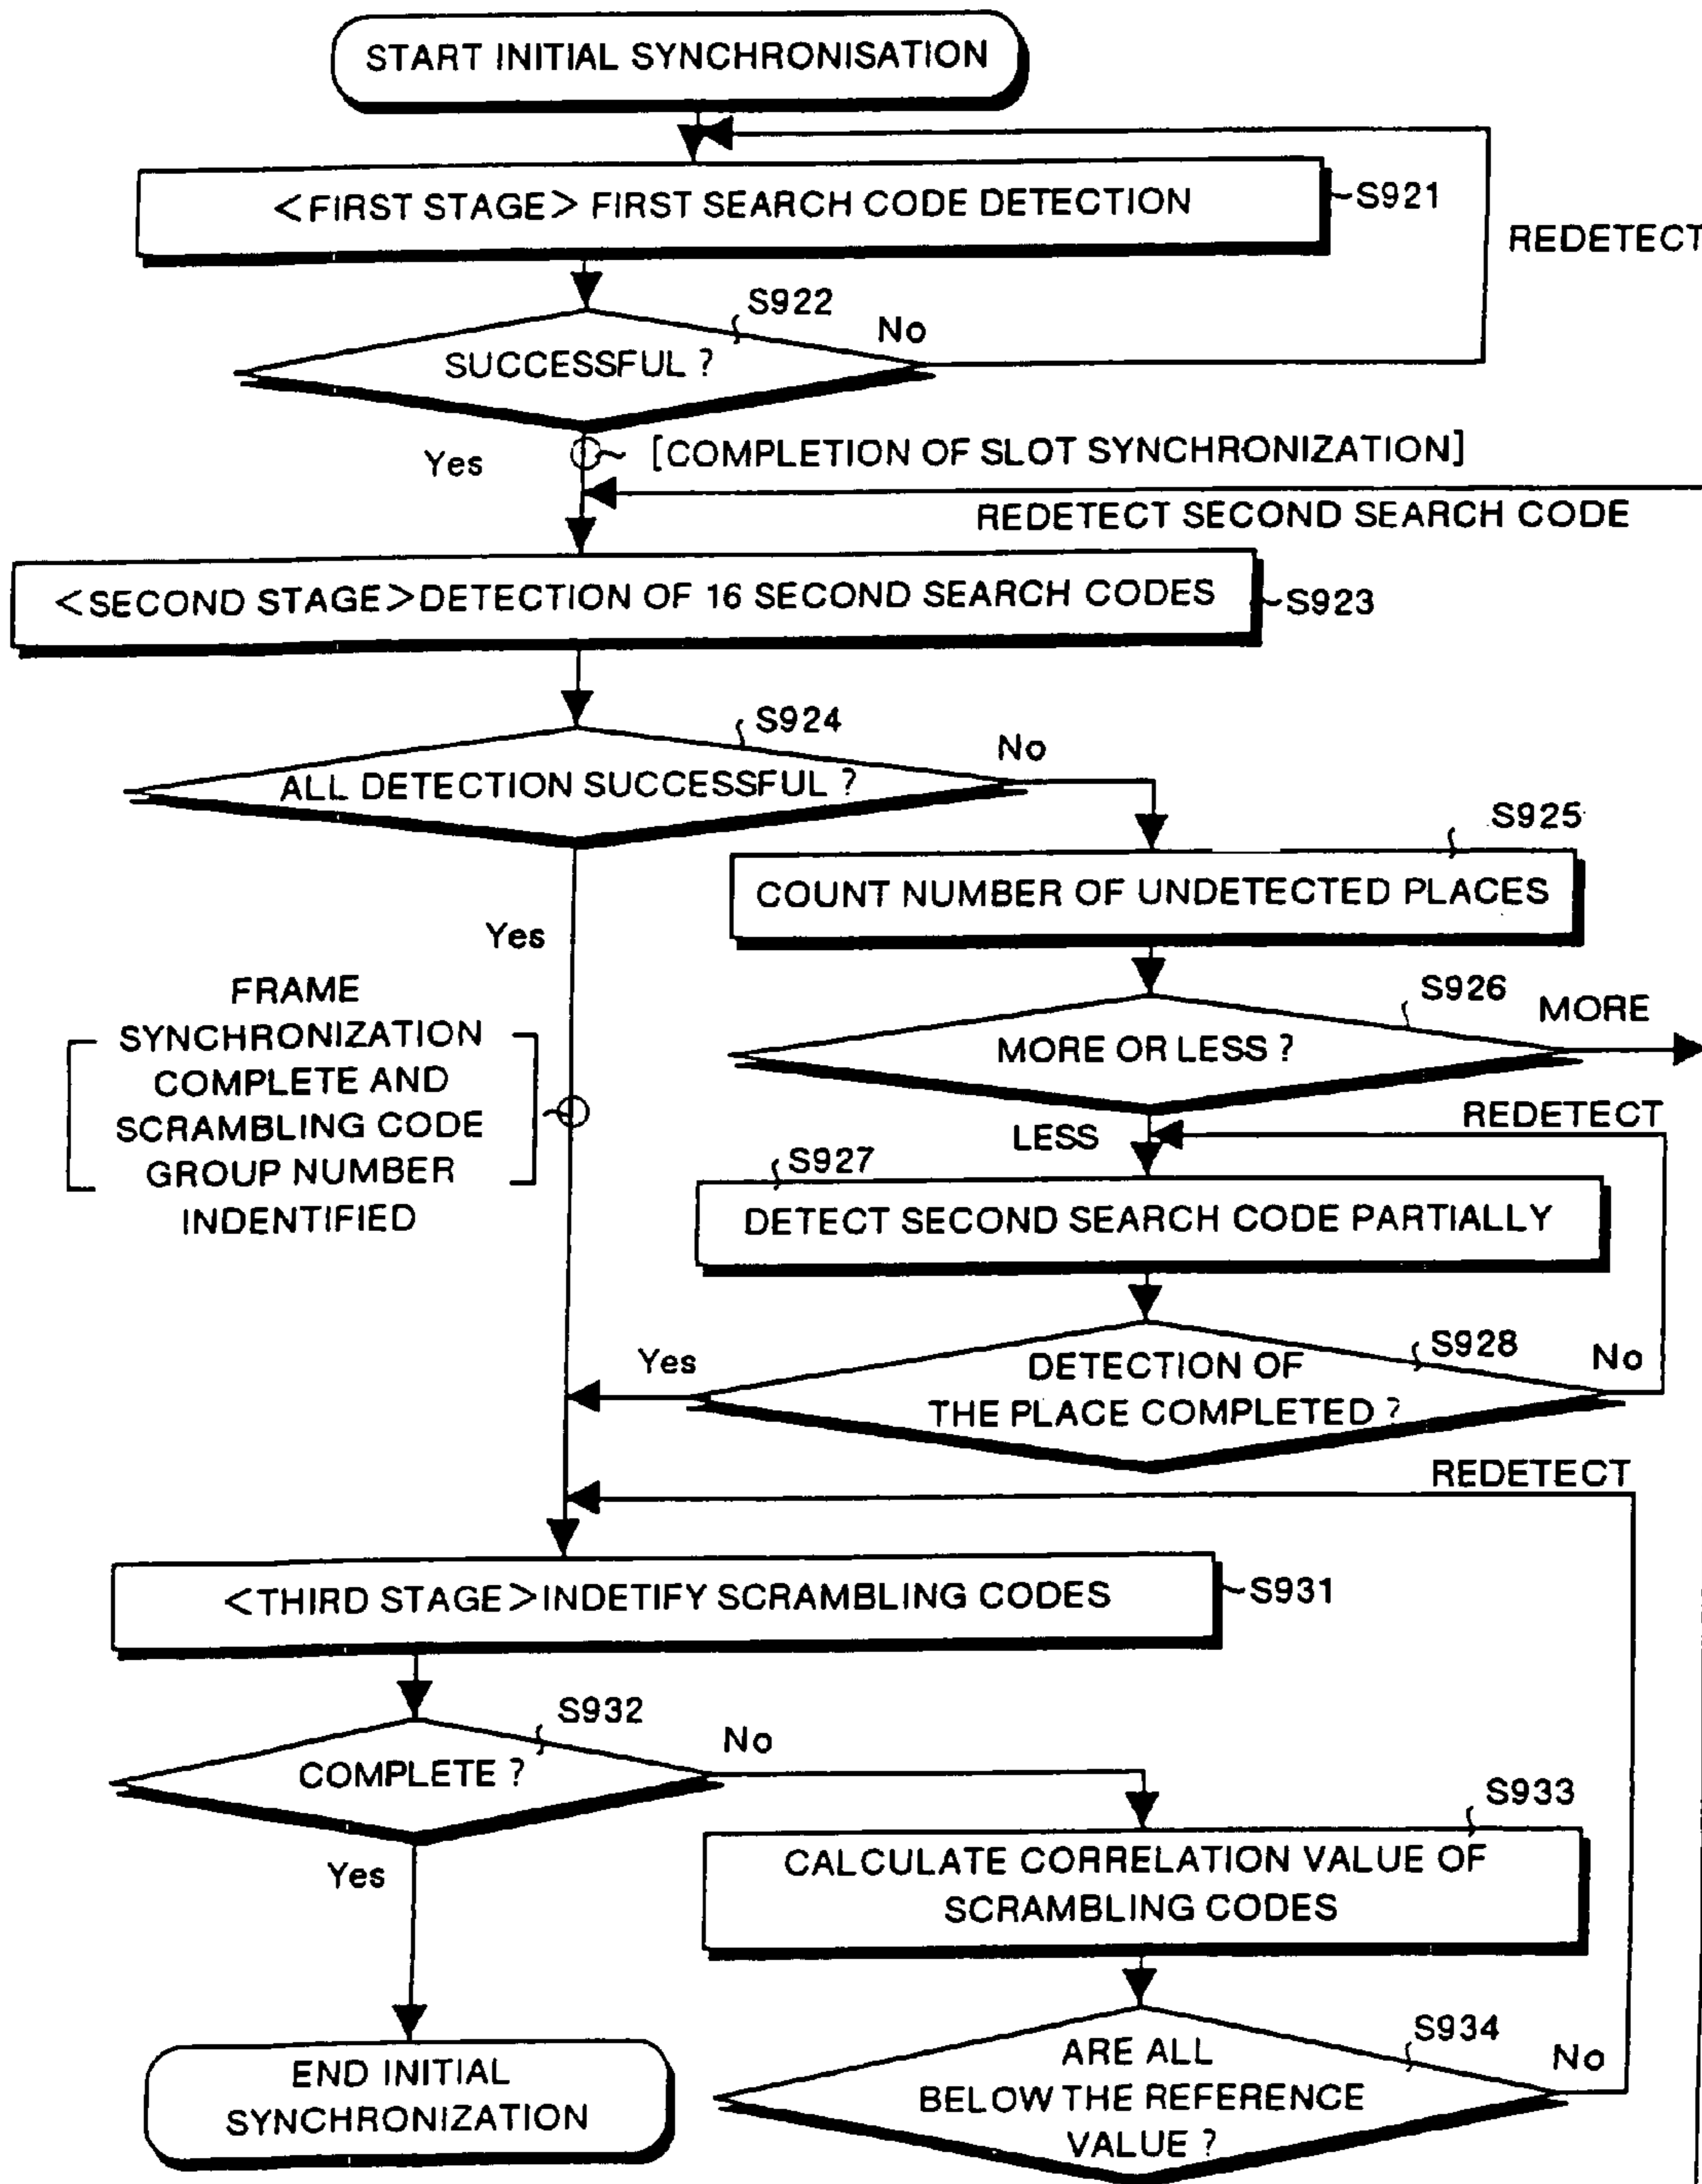 START INITIAL SYNCHRONISATION
<FIRST STAGE> FIRST SEARCH CODE DETECTION
S921
REDETECT
S922
SUCCESSFUL ?
No
Yes
[COMPLETION OF SLOT SYNCHRONIZATION]
REDETECT SECOND SEARCH CODE
<SECOND STAGE>DETECTION OF 16 SECOND SEARCH CODES
S923
S924
ALL DETECTION SUCCESSFUL ?
No
S925
COUNT NUMBER OF UNDETECTED PLACES
Yes
FRAME
SYNCHRONIZATION
COMPLETE AND
SCRAMBLING CODE
GROUP NUMBER
INDENTIFIED
S926
MORE OR LESS ?
MORE
LESS
REDETECT
S927
DETECT SECOND SEARCH CODE PARTIALLY
S928
DETECTION OF
THE PLACE COMPLETED ?
Yes
No
REDETECT
<THIRD STAGE>INDETIFY SCRAMBLING CODES
S931
S932
COMPLETE ?
No
Yes
S933
CALCULATE CORRELATION VALUE OF
SCRAMBLING CODES
S934
ARE ALL
BELOW THE REFERENCE
VALUE ?
No
END INITIAL
SYNCHRONIZATION